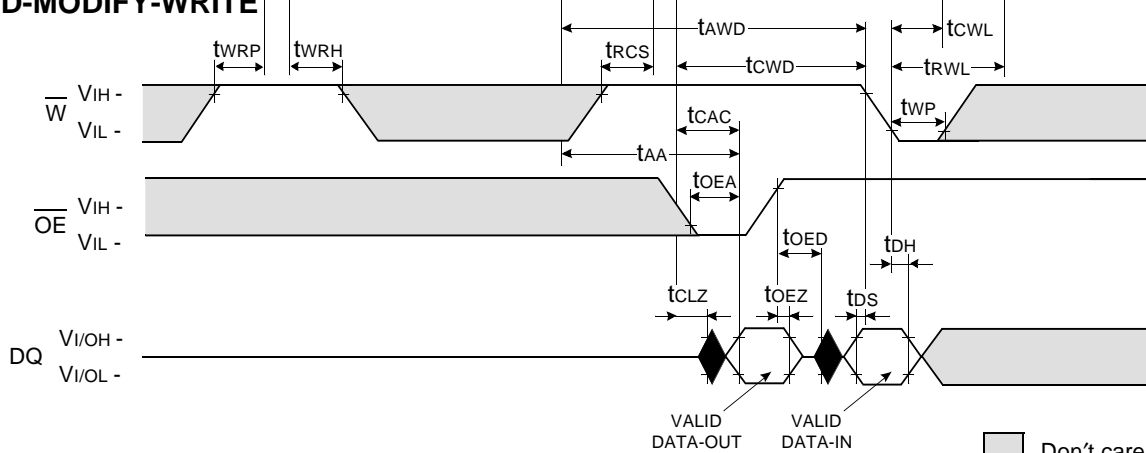 D-MODIFY-WRITE
tAWD
tCWL
tWRP
tWRH
tRCS
tCWD
tRWL
W
VIH -
VIL -
tWP
tCAC
tAA
tOEA
OE
VIH -
VIL -
tOED
tDH
tCLZ
tOEZ
tDS
DQ
VI/OH -
VI/OL -
VALID
DATA-OUT
VALID
DATA-IN
Don′t care